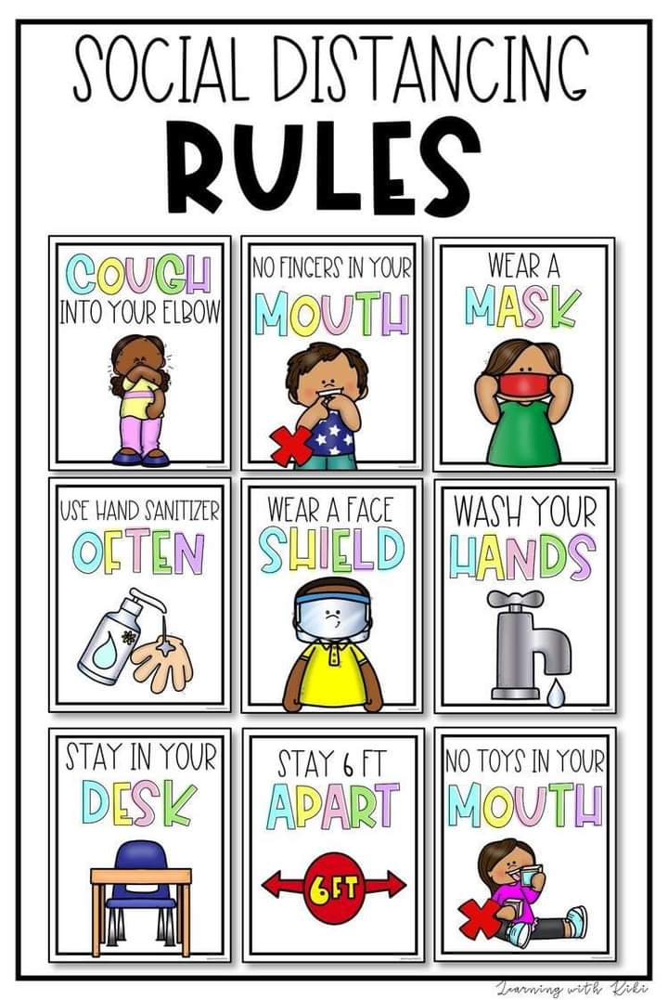 SOCIAL DISTANCING
RULES
COUGH
INTO YOUR ELBOW
NO FINGERS IN YOUR
MOUTH
WEAR A
MASK
USE HAND SANITIZER
OFTEN
WEAR A FACE
SHIELD
WASH YOUR
HANDS
STAY IN YOUR
DESK
STAY 6 FT
APART
6FT
NO TOYS IN YOUR
MOUTH
Learning with Kiki